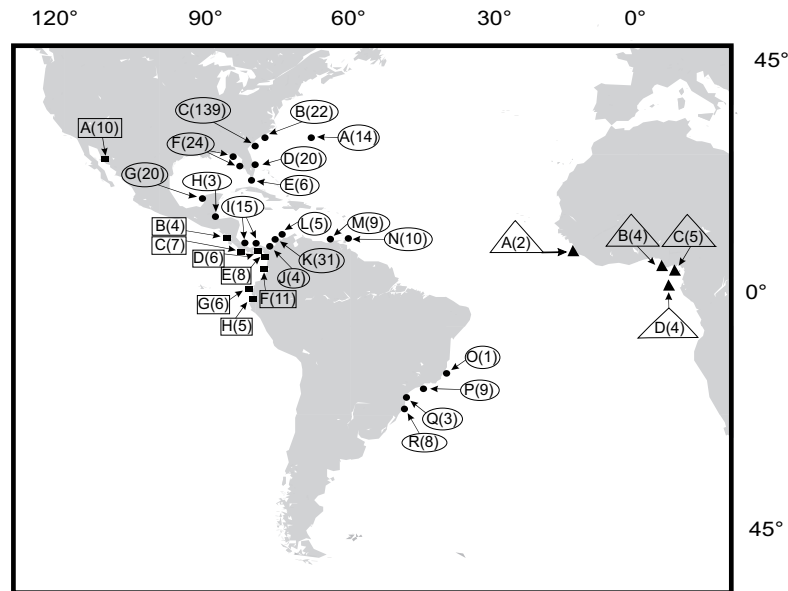 120° 90° 60° 30° 0°
45°
C(139) B(22)
A(10) F(24) A(14)
D(20)
G(20) H(3) E(6)
I(15)
B(4) L(5) M(9) A(2) B(4) C(5)
C(7) N(10)
D(6) K(31)
E(8) J(4)
0°
G(6) F(11)
H(5) D(4)
O(1)
P(9)
Q(3)
R(8)
45°